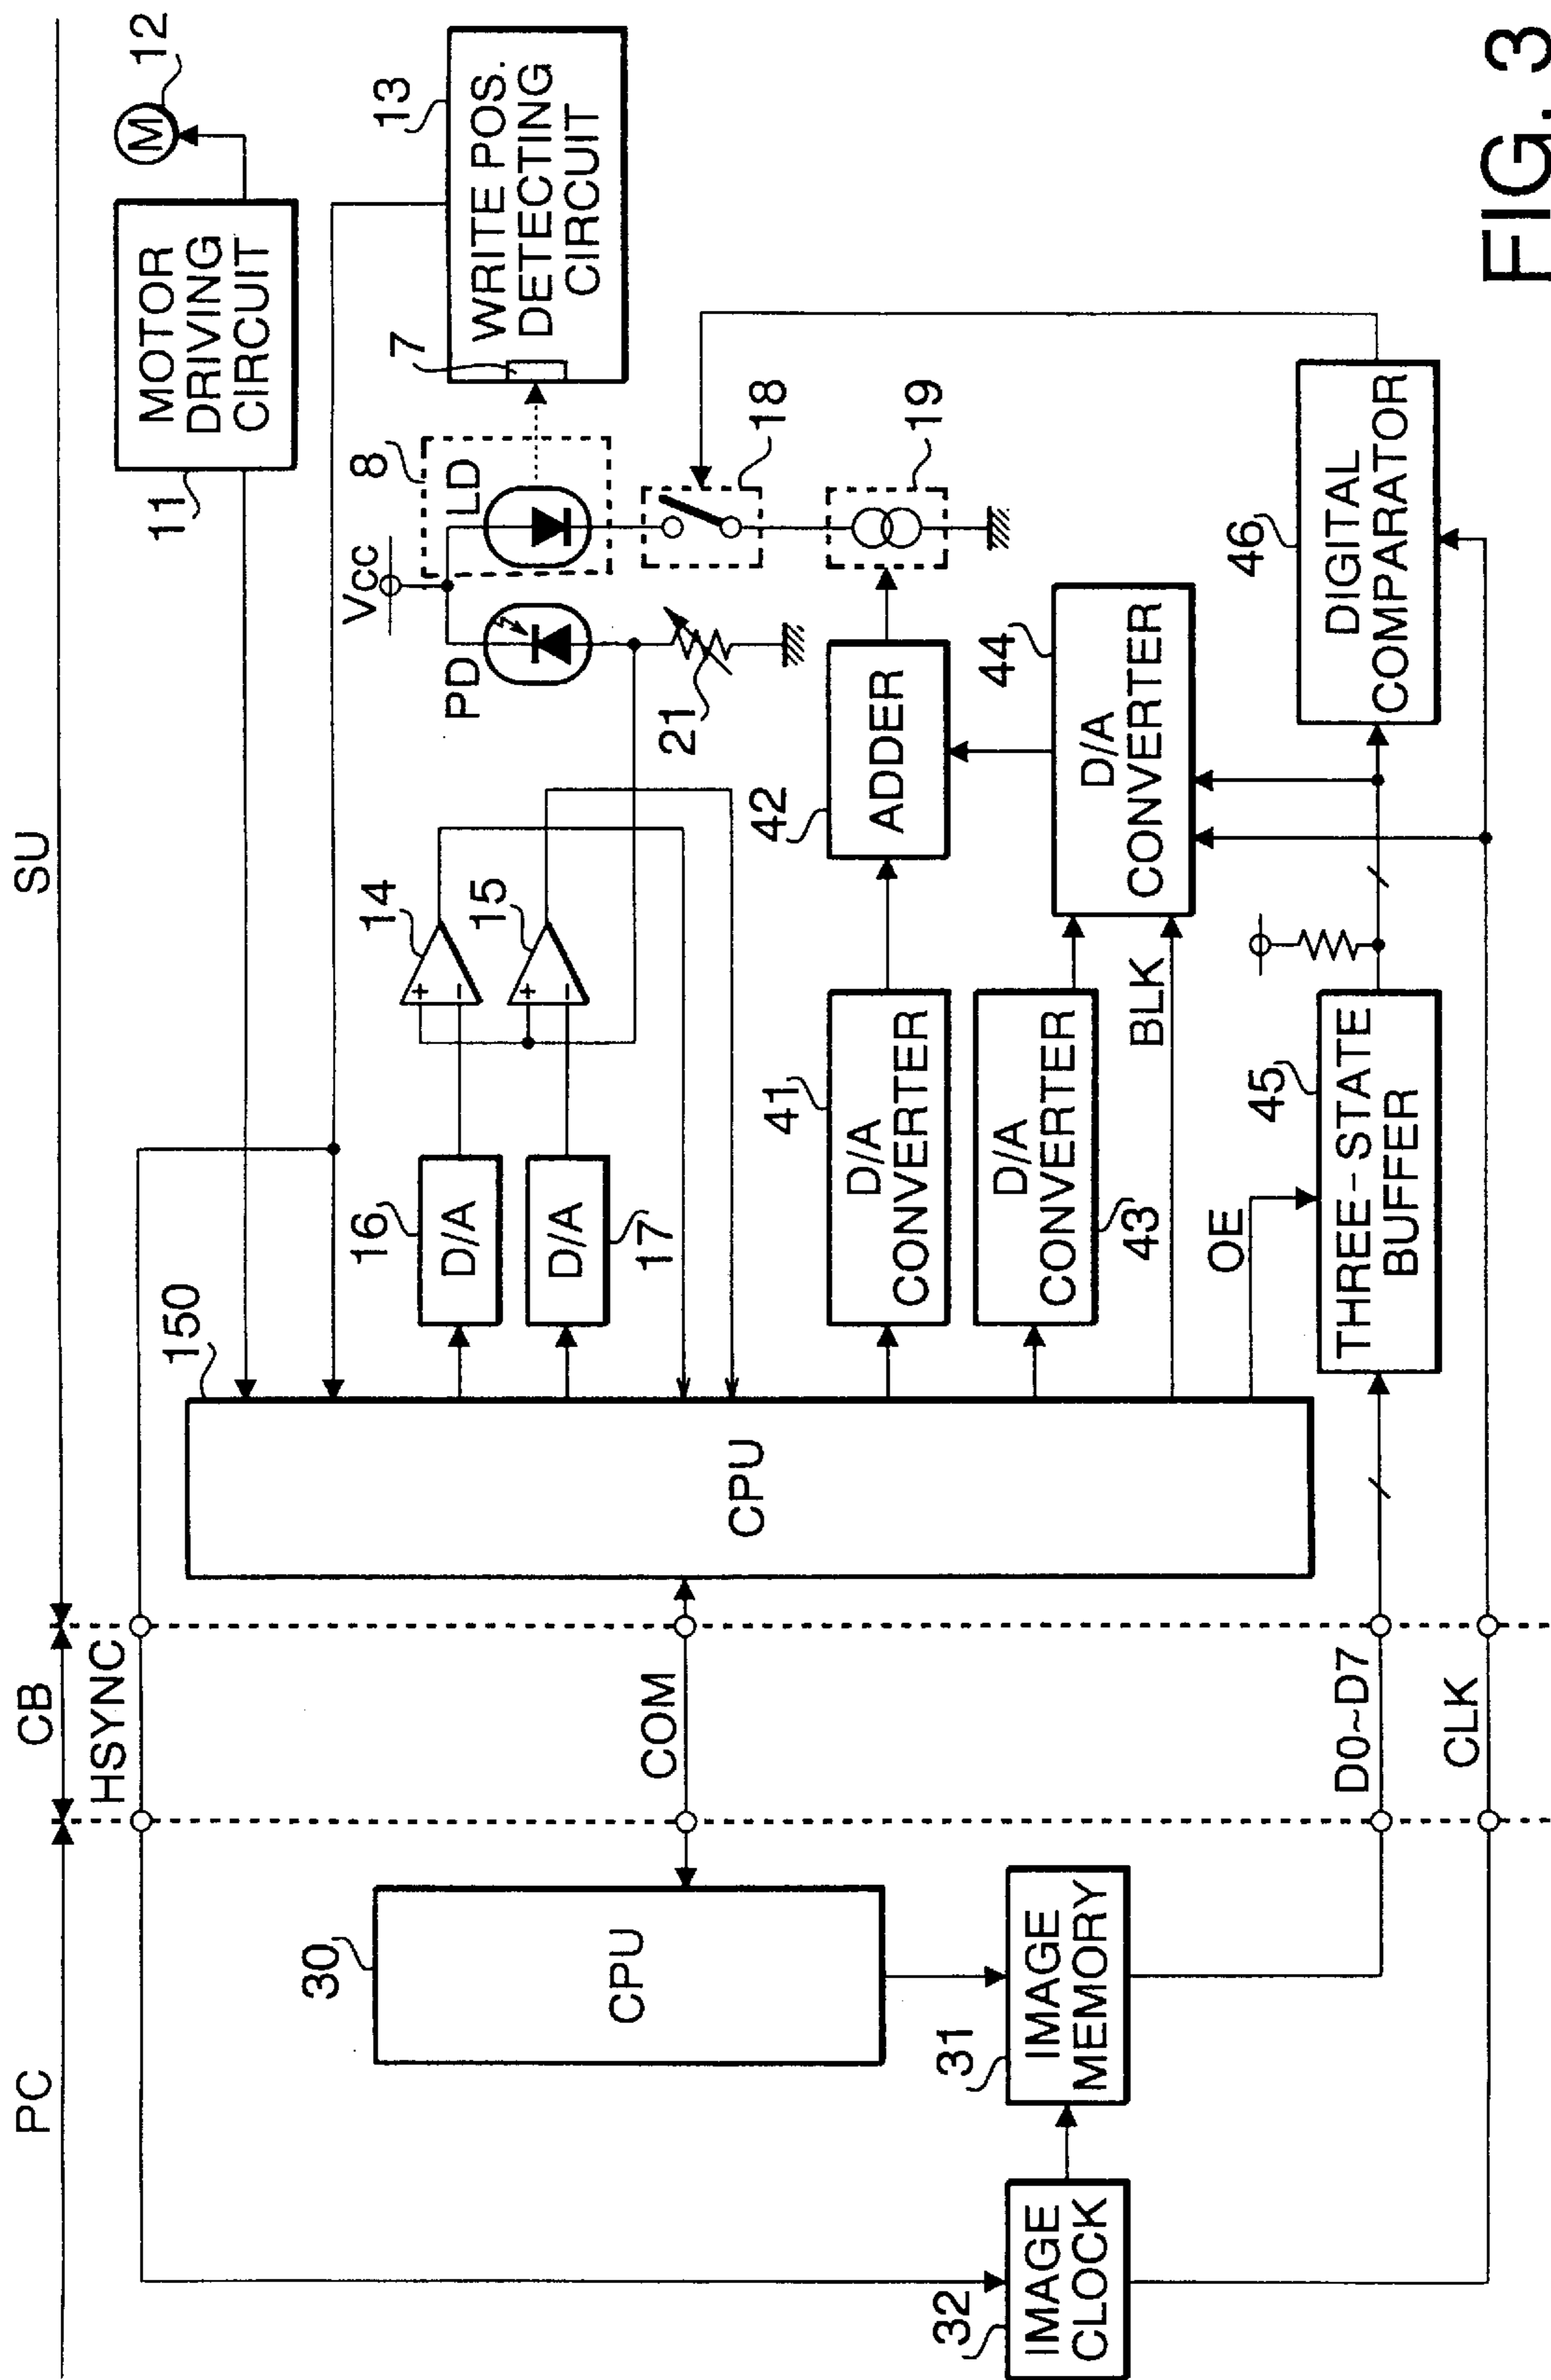 PC
CB
SU
HSYNC
COM
D0~D7
CLK
30
CPU
31
IMAGE
MEMORY
32
IMAGE
CLOCK
150
CPU
11
MOTOR
DRIVING
CIRCUIT
M
12
13
WRITE POS.
DETECTING
CIRCUIT
7
8
LD
PD
Vcc
21
18
19
14
+
−
15
+
−
16
D/A
17
D/A
41
D/A
CONVERTER
42
ADDER
43
D/A
CONVERTER
44
D/A
CONVERTER
BLK
OE
45
THREE-STATE
BUFFER
46
DIGITAL
COMPARATOR
FIG. 3